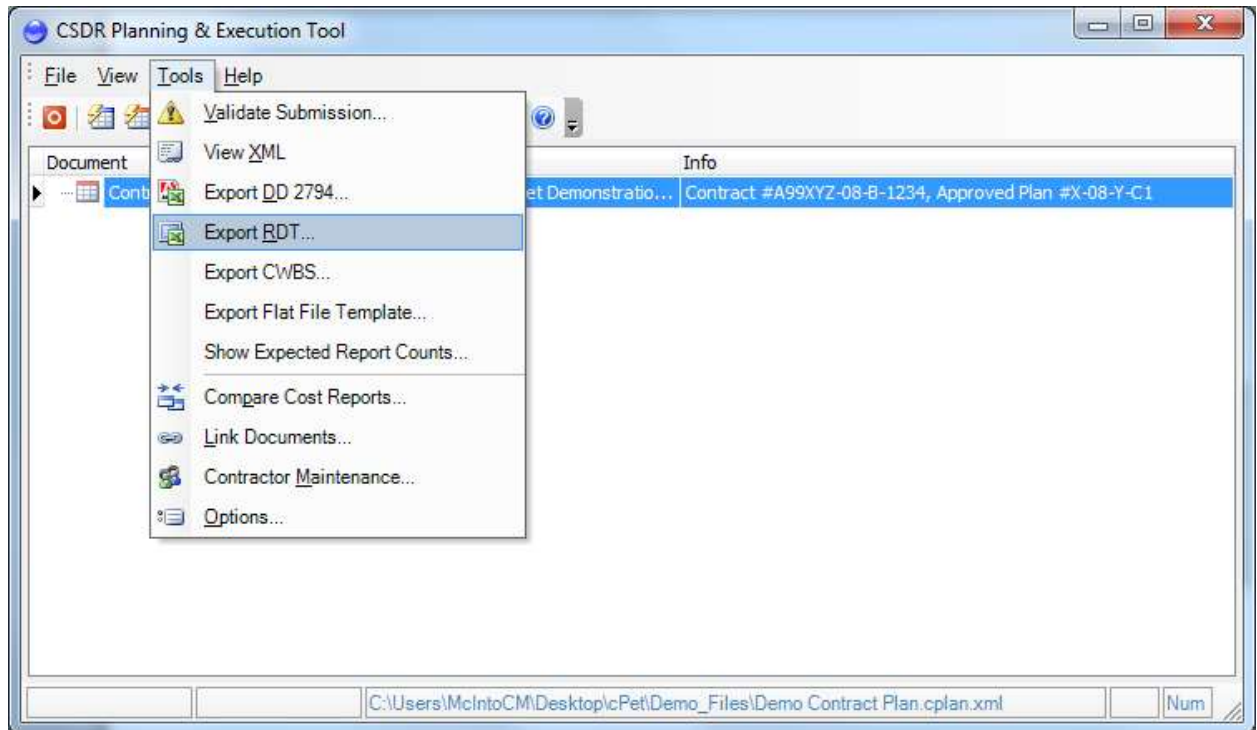 CSDR Planning & Execution Tool
File View Tools Help
Validate Submission...
Document Info
View XML
Cont et Demonstratio... Contract #A99XYZ-08-B-1234, Approved Plan #X-08-Y-C1
Export DD 2794...
Export RDT...
Export CWBS...
Export Flat File Template...
Show Expected Report Counts...
Compare Cost Reports...
Link Documents...
Contractor Maintenance...
Options...
C:\Users\McIntoCM\Desktop\cPet\Demo_Files\Demo Contract Plan.cplan.xml Num